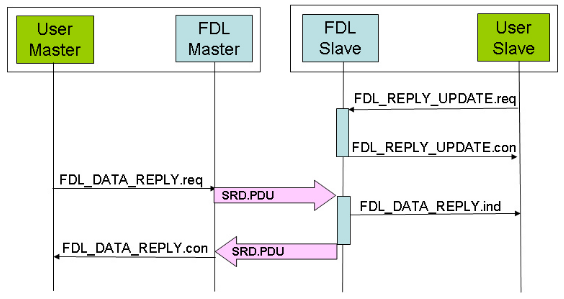 User
Master
FDL
Master
FDL
Slave
User
Slave
FDL_REPLY_UPDATE.req
FDL_REPLY_UPDATE.con
FDL_DATA_REPLY.req
SRD.PDU
FDL_DATA_REPLY.ind
FDL_DATA_REPLY.con
SRD.PDU